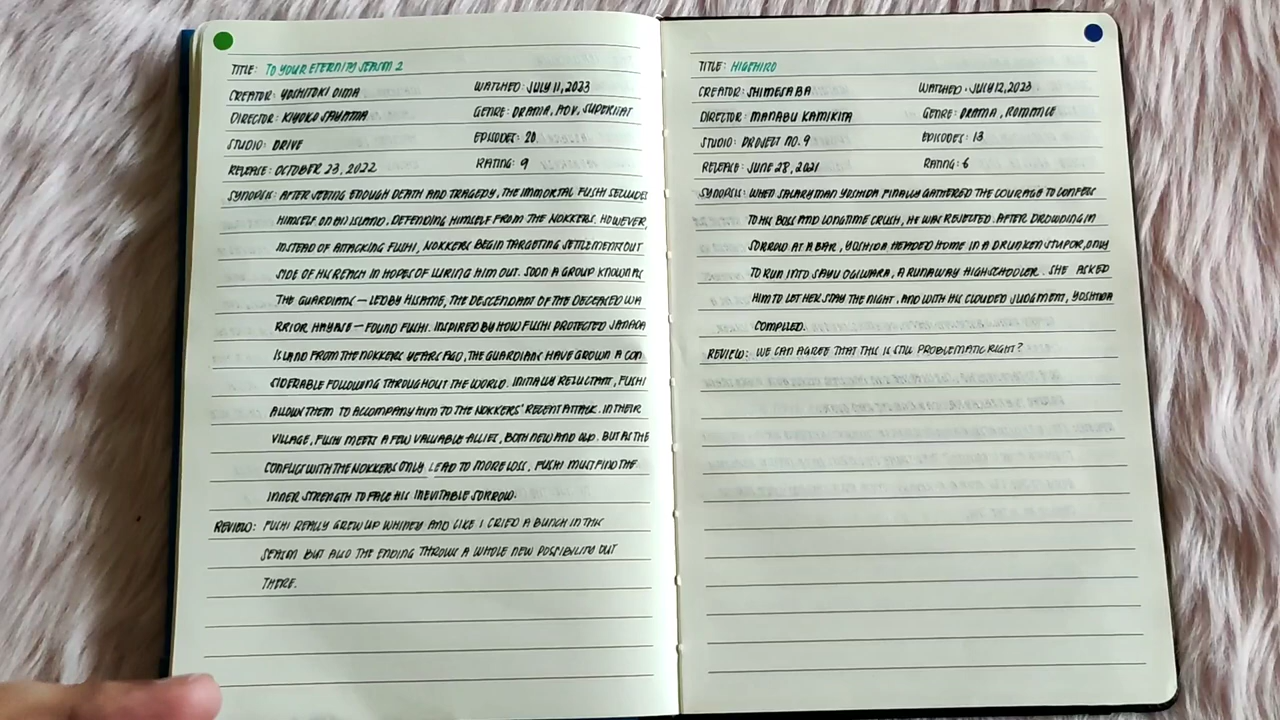 TITLE: TO YOUR ETERNITY SEASON 2
CREATOR: YOSHITOKI OIMA
WATCHED: JULY 11, 2023
DIRECTOR: KIYOKO SAYAMA
GENRE: DRAMA, ADV, SUPERNAT
STUDIO: DRIVE
EPISODES: 20
RELEASE: OCTOBER 23, 2022
RATING: 9
SYNOPSIS: AFTER SEEING ENOUGH DEATH AND TRAGEDY, THE IMMORTAL FUSHI SECLUDES
HIMSELF ON AN ISLAND, DEFENDING HIMSELF FROM THE NOKKERS. HOWEVER,
INSTEAD OF ATTACKING FUSHI, NOKKERS BEGIN TARGETING SETTLEMENT OUT
SIDE OF HIS REACH IN HOPES OF LURING HIM OUT. SOON A GROUP KNOWN AS
THE GUARDIANS — LED BY HISAME, THE DESCENDANT OF THE DECEASED WA
RRIOR HAYASE — FOUND FUSHI. INSPIRED BY HOW FUSHI PROTECTED JANADA
ISLAND FROM THE NOKKERS YEARS AGO, THE GUARDIANS HAVE GROWN A CON
SIDERABLE FOLLOWING THROUGHOUT THE WORLD. INITIALLY RELUCTANT, FUSHI
ALLOWS THEM TO ACCOMPANY HIM TO THE NOKKERS' RECENT ATTACK. IN THEIR
VILLAGE, FUSHI MEETS A FEW VALUABLE ALLIES, BOTH NEW AND OLD. BUT AS THE
CONFLICT WITH THE NOKKERS ONLY LEAD TO MORE LOSS, FUSHI MUST FIND THE
INNER STRENGTH TO FACE HIS INEVITABLE SORROW.
REVIEW: FUSHI REALLY GREW UP WHINEY AND LIKE I CRIED A BUNCH IN THIS
SEASON BUT ALSO THE ENDING THROWS A WHOLE NEW POSSIBILITY OUT
THERE.
TITLE: HIGEHIRO
CREATOR: SHIMESABA
WATCHED: JULY 12, 2023
DIRECTOR: MANABU KAMIKITA
GENRE: DRAMA, ROMANCE
STUDIO: PROJECT NO. 9
EPISODES: 13
RELEASE: JUNE 28, 2021
RATING: 6
SYNOPSIS: WHEN SALARYMAN YOSHIDA FINALLY GATHERED THE COURAGE TO CONFESS
TO HIS BOSS AND LONGTIME CRUSH, HE WAS REJECTED. AFTER DROWNING IN
SORROW AT A BAR, YOSHIDA HEADED HOME IN A DRUNKEN STUPOR, ONLY
TO RUN INTO SAYU OGIWARA, A RUNAWAY HIGHSCHOOLER. SHE ASKED
HIM TO LET HER STAY THE NIGHT, AND WITH HIS CLOUDED JUDGMENT, YOSHIDA
COMPLIED.
REVIEW: WE CAN AGREE THAT THIS IS STILL PROBLEMATIC RIGHT?